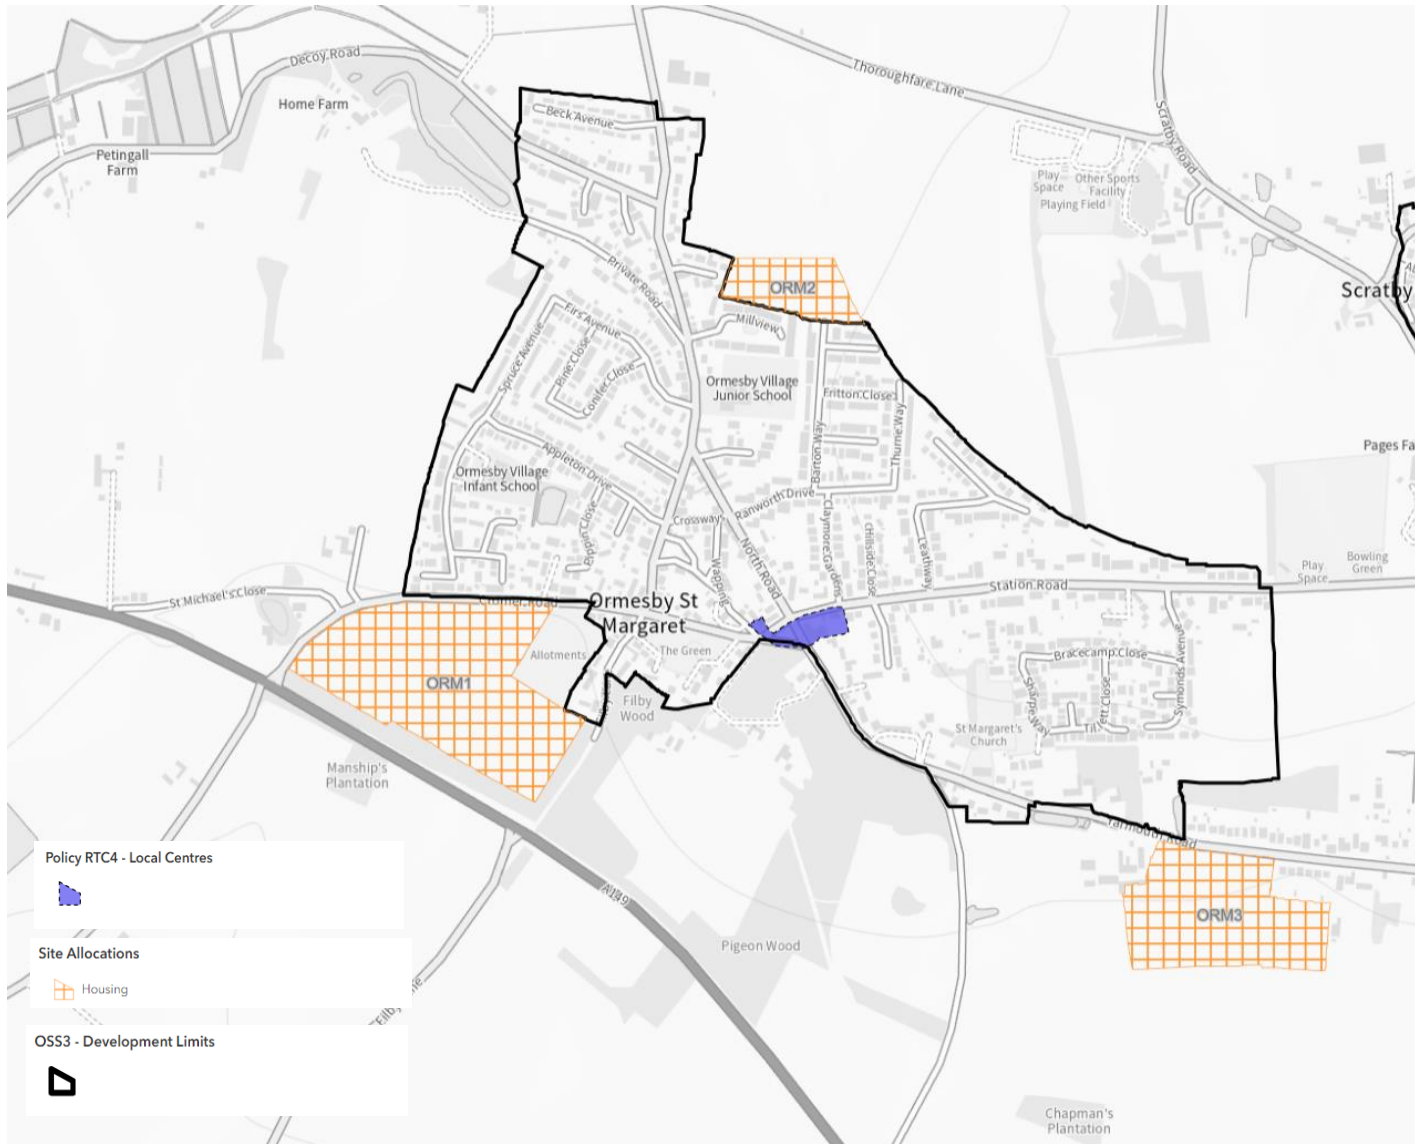 Decoy Road
Home Farm
Petingall
Farm
Beck Avenue
Thoroughfare Lane
Scratby Road
Play
Space
Other Sports
Facility
Playing Field
Scratby
Private Road
ORM2
Millview
Firs Avenue
Spruce Avenue
Pine Close
Conifer Close
Ormesby Village
Junior School
Fritton Close
Thurne Way
Barton Way
Pages Fa
Appleton Drive
Ormesby Village
Infant School
Ranworth Drive
Crossway
Claymore Gardens
Hillside Close
Leathway
North Road
Wapping
Station Road
Play
Space
Bowling
Green
St Michael's Close
Cromer Road
Ormesby St
Margaret
The Green
Allotments
ORM1
Filby
Wood
Bracecamp Close
Symonds Avenue
Sharpe Way
St Margaret's
Church
Manship's
Plantation
Yarmouth Road
A149
ORM3
Pigeon Wood
Chapman's
Plantation
Policy RTC4 - Local Centres
Site Allocations
Housing
OSS3 - Development Limits